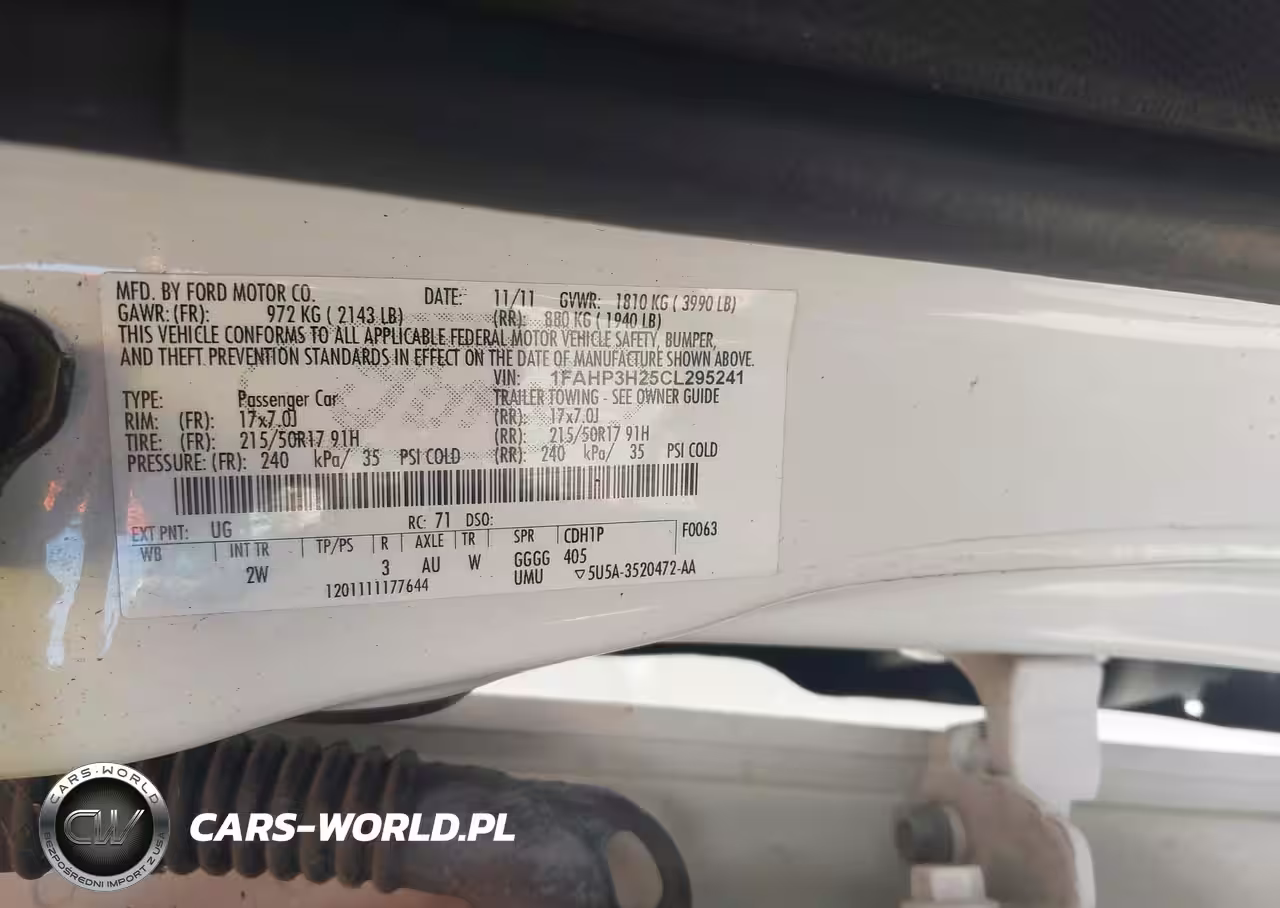 MFD. BY FORD MOTOR CO. DATE: 11/11 GVWR: 1810 KG ( 3990 LB)
GAWR: (FR): 972 KG ( 2143 LB) (RR): 880 KG ( 1940 LB)
THIS VEHICLE CONFORMS TO ALL APPLICABLE FEDERAL MOTOR VEHICLE SAFETY, BUMPER,
AND THEFT PREVENTION STANDARDS IN EFFECT ON THE DATE OF MANUFACTURE SHOWN ABOVE.
VIN: 1FAHP3H25CL295241
TYPE: Passenger Car TRAILER TOWING - SEE OWNER GUIDE
RIM: (FR): 17x7.0J (RR): 17x7.0J
TIRE: (FR): 215/50R17 91H (RR): 215/50R17 91H
PRESSURE: (FR): 240 kPa/ 35 PSI COLD (RR): 240 kPa/ 35 PSI COLD
EXT PNT: UG RC: 71 DSO:
WB INT TR TP/PS R AXLE TR SPR CDH1P F0063
2W 3 AU W GGGG 405
1201111177644 UMU ▽5U5A-3520472-AA
CARS-WORLD
CW
BEZPOŚREDNI IMPORT Z USA
CARS-WORLD.PL